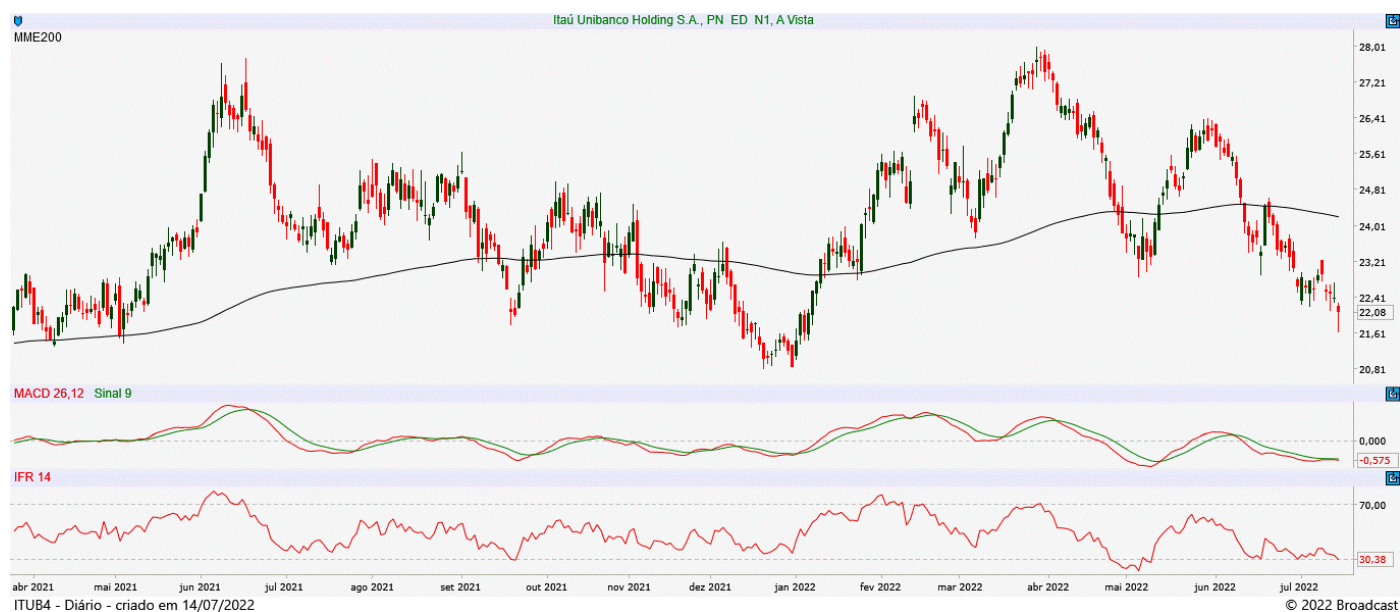 Itaú Unibanco Holding S.A., PN ED N1, A Vista
MME200
28,01
27,21
26,41
25,61
24,81
24,01
23,21
22,41
22,08
21,61
20,81
MACD 26,12 Sinal 9
0,000
-0,575
IFR 14
70,00
30,38
abr 2021 mai 2021 jun 2021 jul 2021 ago 2021 set 2021 out 2021 nov 2021 dez 2021 jan 2022 fev 2022 mar 2022 abr 2022 mai 2022 jun 2022 jul 2022
ITUB4 - Diário - criado em 14/07/2022 © 2022 Broadcast